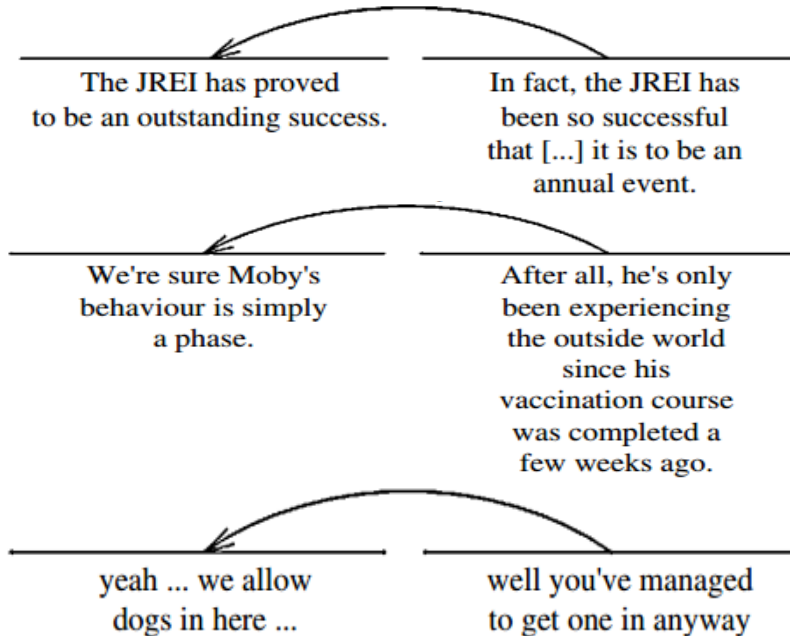 The JREI has proved
to be an outstanding success.
In fact, the JREI has
been so successful
that [...] it is to be an
annual event.
We're sure Moby's
behaviour is simply
a phase.
After all, he's only
been experiencing
the outside world
since his
vaccination course
was completed a
few weeks ago.
yeah ... we allow
dogs in here ...
well you've managed
to get one in anyway